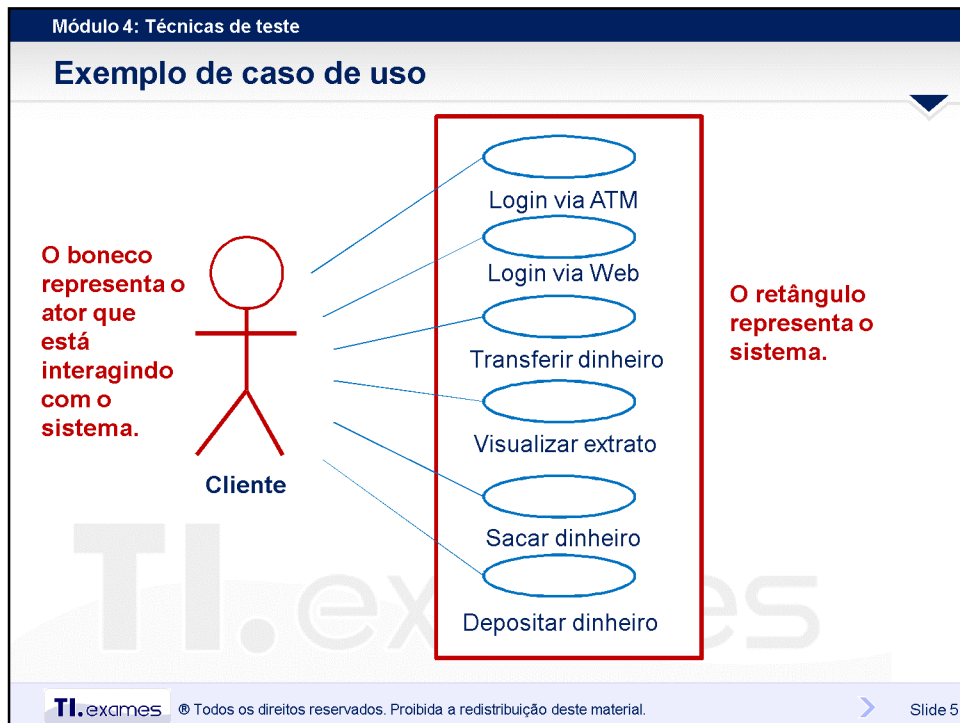 Módulo 4: Técnicas de teste
Exemplo de caso de uso
O boneco
representa o
ator que
está
interagindo
com o
sistema.
Cliente
Login via ATM
Login via Web
Transferir dinheiro
Visualizar extrato
Sacar dinheiro
Depositar dinheiro
O retângulo
representa o
sistema.
TI.exames
TI.exames ® Todos os direitos reservados. Proibida a redistribuição deste material. Slide 5